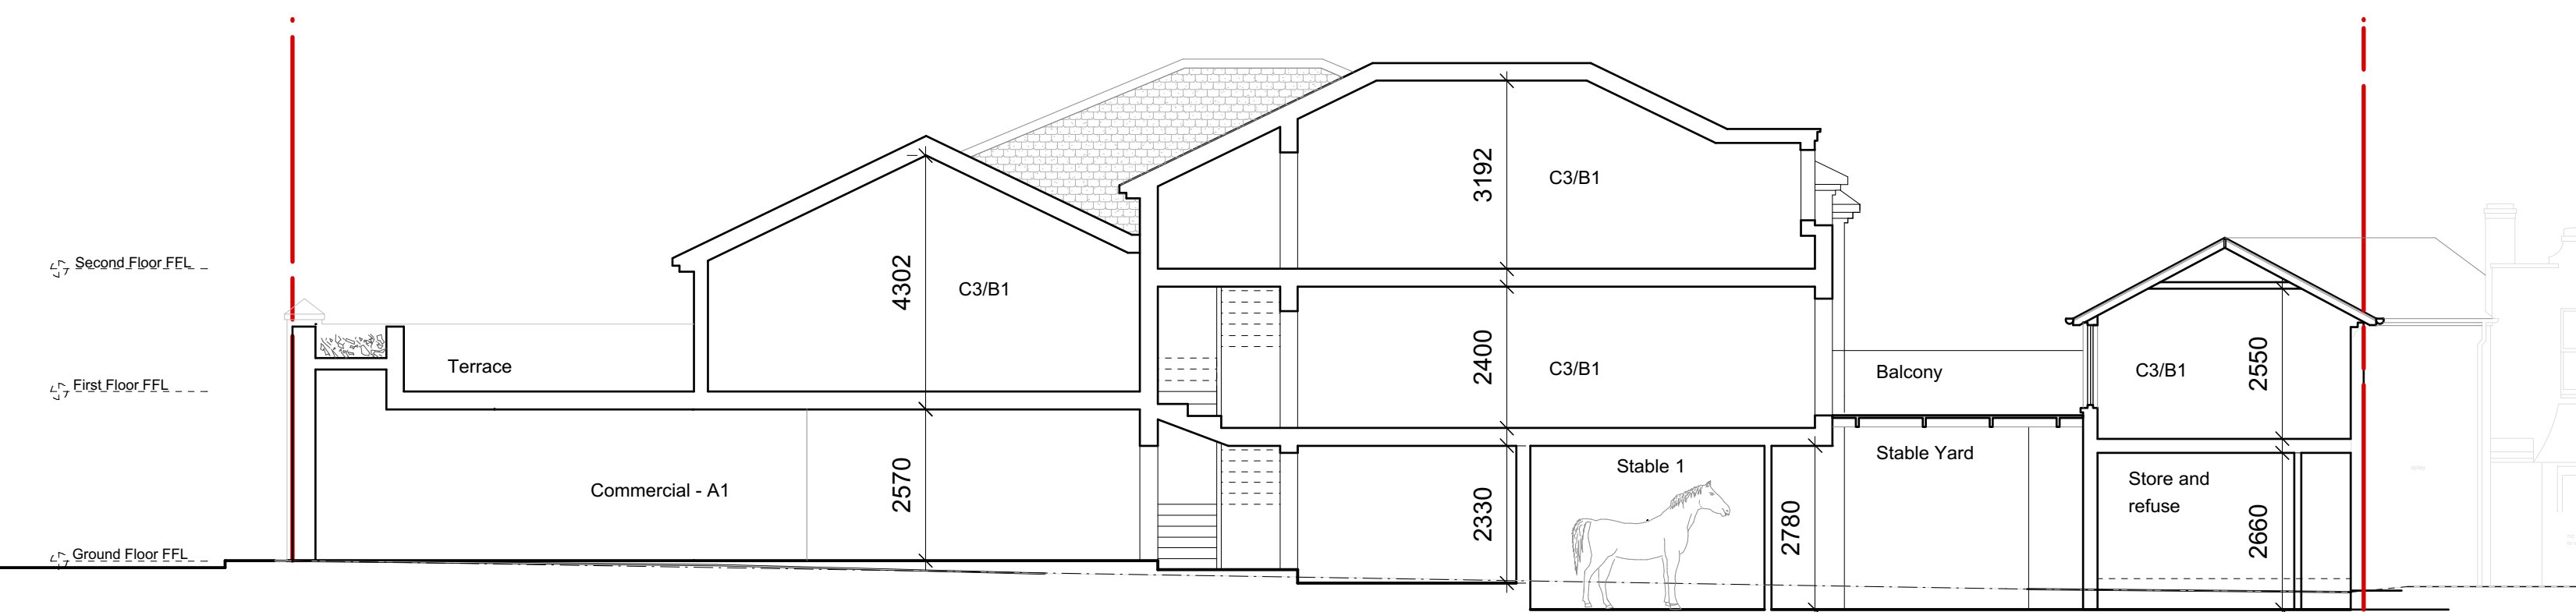 3192
C3/B1
Second Floor FFL
4302
C3/B1
2400
C3/B1
Terrace
First Floor FFL
Balcony
C3/B1
2550
Commercial - A1
2570
2330
Stable 1
2780
Stable Yard
Store and
refuse
2660
Ground Floor FFL